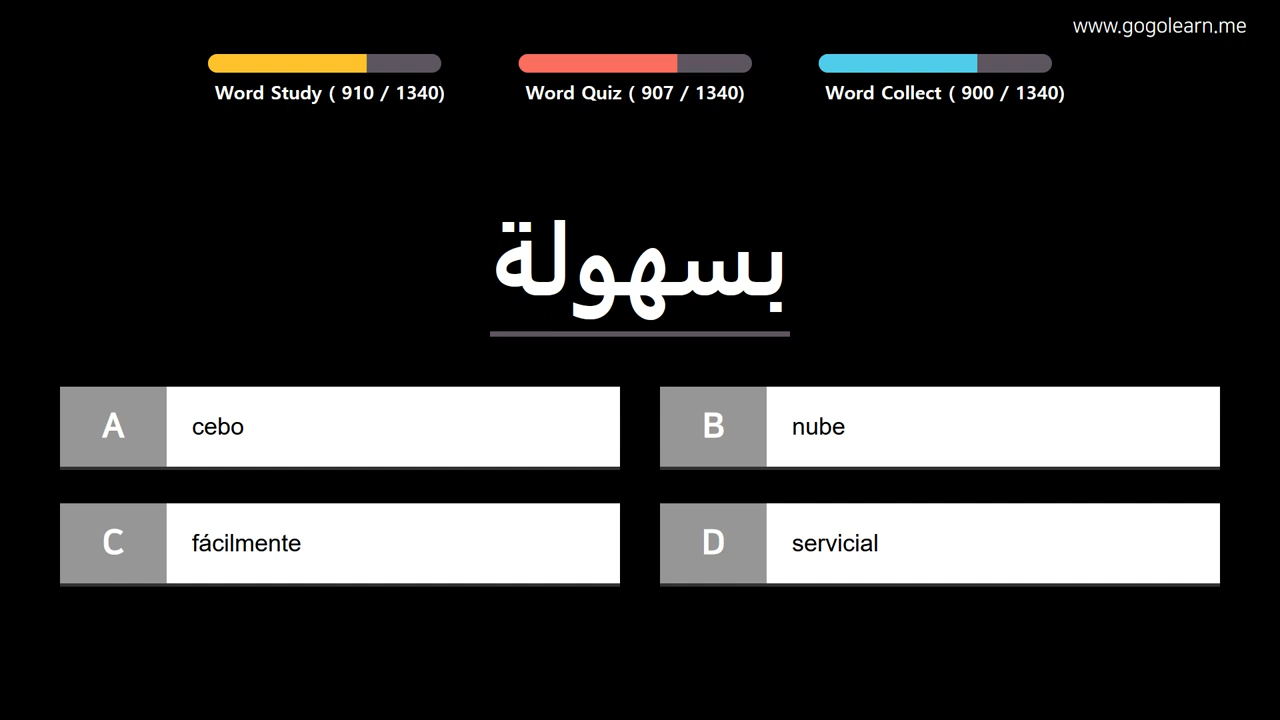 www.gogolearn.me
Word Study ( 910 / 1340)
Word Quiz ( 907 / 1340)
Word Collect ( 900 / 1340)
بسهولة
A cebo
B nube
C fácilmente
D servicial